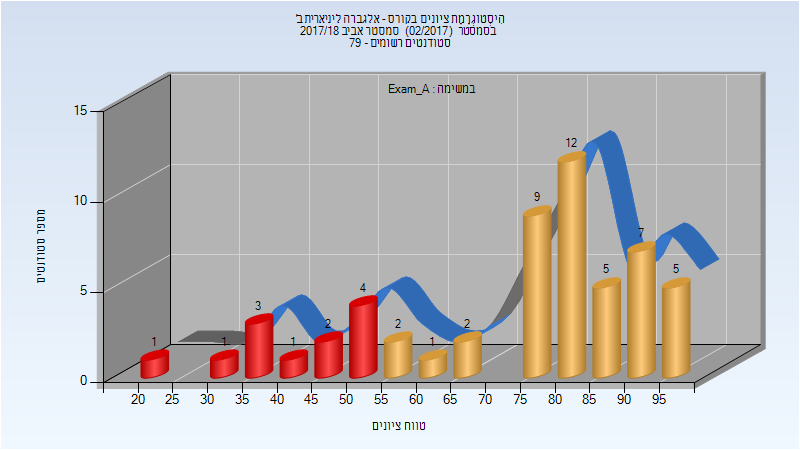 היסטוגרמת ציונים בקורס - אלגברה ליניארית ב'
בסמסטר (02/2017) סמסטר אביב 2017/18
סטודנטים רשומים - 79
במשימה : Exam_A
מספר סטודנטים
15
10
5
0
1
1
3
1
2
4
2
1
2
9
12
5
7
5
20 25 30 35 40 45 50 55 60 65 70 75 80 85 90 95
טווח ציונים